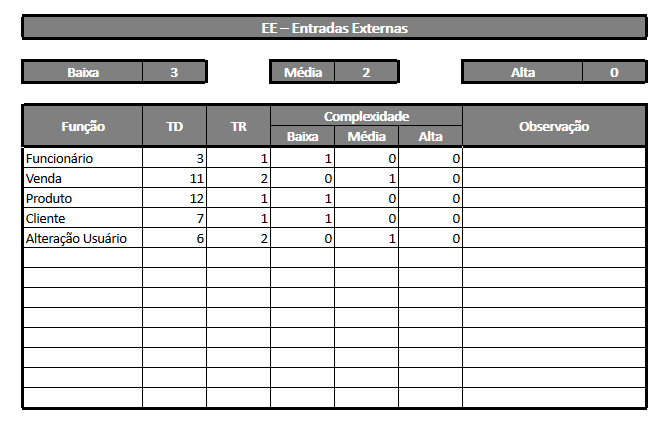 EE – Entradas Externas
Baixa 3 Média 2 Alta 0
Função TD TR Complexidade Observação
Baixa Média Alta
Funcionário 3 1 1 0 0
Venda 11 2 0 1 0
Produto 12 1 1 0 0
Cliente 7 1 1 0 0
Alteração Usuário 6 2 0 1 0